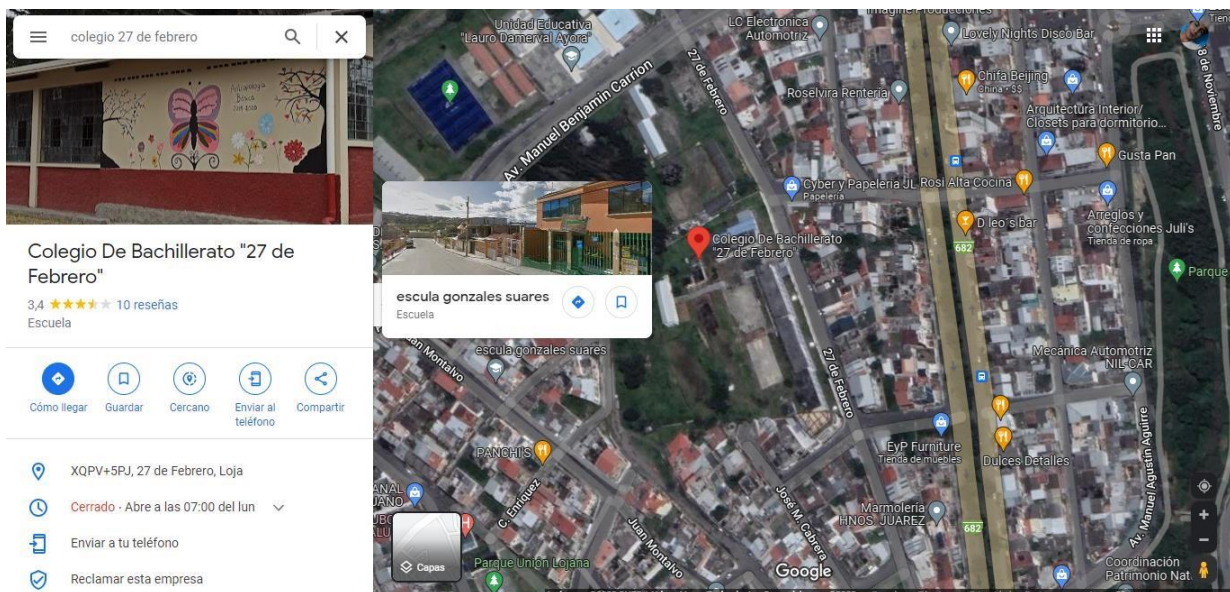 colegio 27 de febrero
Colegio De Bachillerato "27 de
Febrero"
3,4
10 reseñas
Escuela
Cómo llegar
Guardar
Cercano
Enviar al
teléfono
Compartir
XQPV+5PJ, 27 de Febrero, Loja
Cerrado · Abre a las 07:00 del lun
Enviar a tu teléfono
Reclamar esta empresa
Unidad Educativa
"Lauro Damerval Ayora"
LC Electronica
Automotriz
Imagine Producciones
Lovely Nights Disco Bar
8 de Noviembre
27 de Febrero
Av. Manuel Benjamin Carrion
Roselvira Renteria
Chifa Beijing
China • $$
Arquitectura Interior/
Closets para dormitorio...
Gusta Pan
Cyber y Papeleria JL
Papelería
Rosi Alta Cocina
D leo´s bar
Arreglos y
confecciones Juli's
Tienda de ropa
682
Parque
Colegio De Bachillerato
"27 de Febrero"
escula gonzales suares
Escuela
Juan Montalvo
escula gonzales suares
27 de Febrero
Mecánica Automotriz
NIL-CAR
PANCHI'S
EyP Furniture
Tienda de muebles
Dulces Detalles
Av. Manuel Agustín Aguirre
C. Enriquez
José M. Cabrera
Juan Montalvo
Marmolería
HNOS. JUAREZ
682
Capas
Parque Unión Lojana
Google
Coordinación
Patrimonio Nat